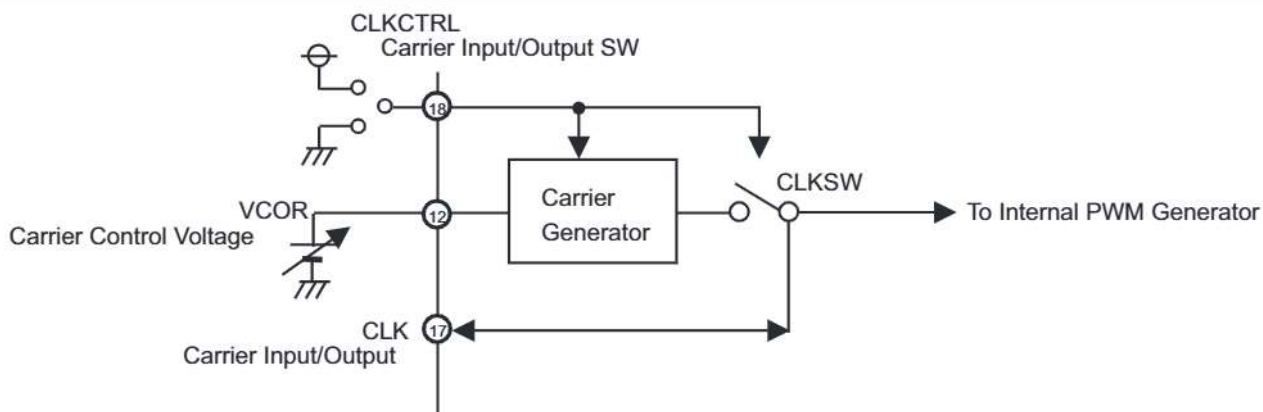 CLKCTRL
Carrier Input/Output SW
18
CLKSW
VCOR
12
Carrier
Generator
To Internal PWM Generator
Carrier Control Voltage
CLK
17
Carrier Input/Output